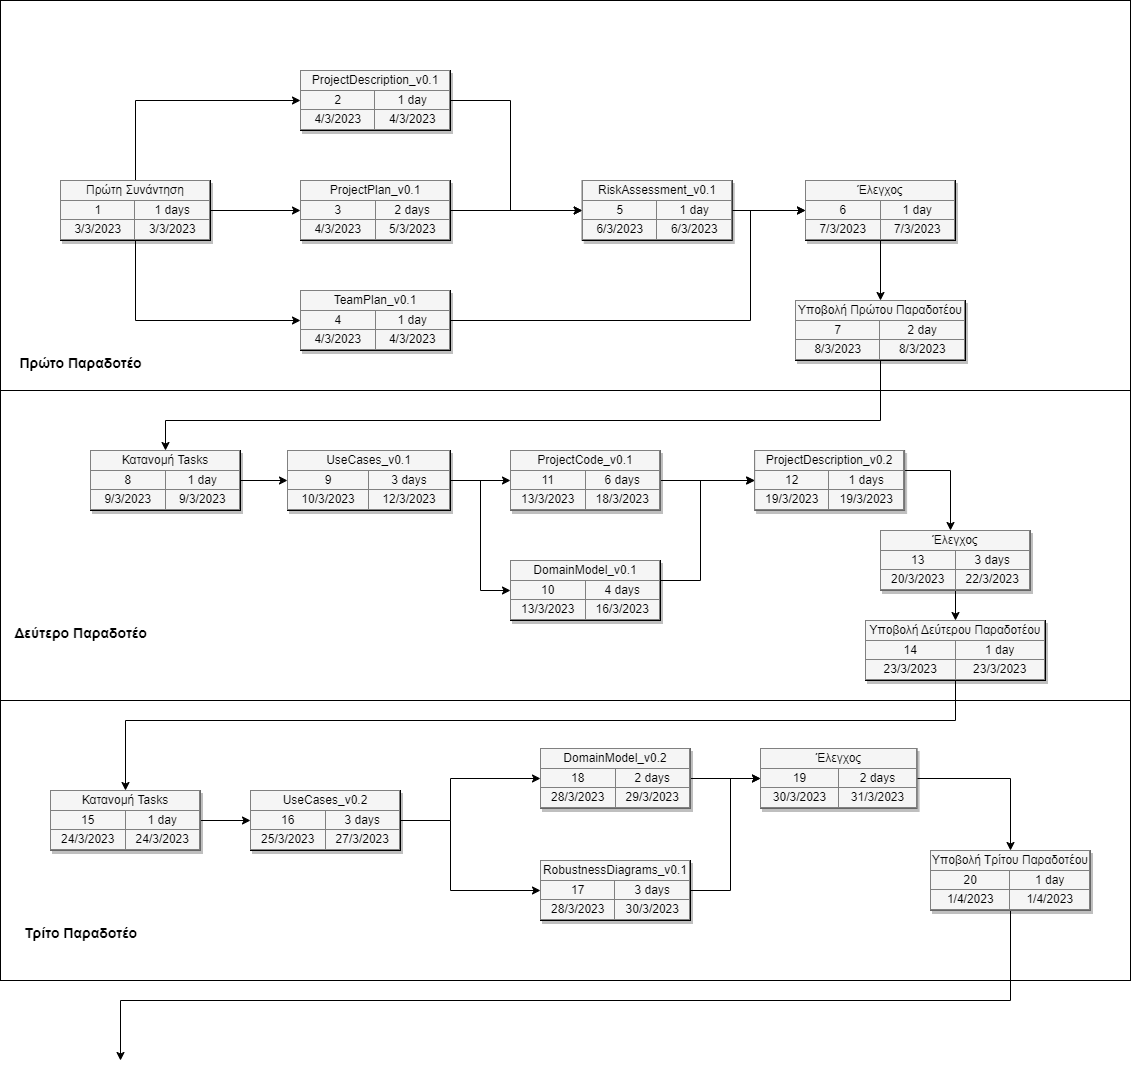 ProjectDescription_v0.1
2 1 day
4/3/2023 4/3/2023
Πρώτη Συνάντηση
1 1 days
3/3/2023 3/3/2023
ProjectPlan_v0.1
3 2 days
4/3/2023 5/3/2023
RiskAssessment_v0.1
5 1 day
6/3/2023 6/3/2023
Έλεγχος
6 1 day
7/3/2023 7/3/2023
TeamPlan_v0.1
4 1 day
4/3/2023 4/3/2023
Υποβολή Πρώτου Παραδοτέου
7 2 day
8/3/2023 8/3/2023
Πρώτο Παραδοτέο
Κατανομή Tasks
8 1 day
9/3/2023 9/3/2023
UseCases_v0.1
9 3 days
10/3/2023 12/3/2023
ProjectCode_v0.1
11 6 days
13/3/2023 18/3/2023
ProjectDescription_v0.2
12 1 days
19/3/2023 19/3/2023
Έλεγχος
13 3 days
20/3/2023 22/3/2023
DomainModel_v0.1
10 4 days
13/3/2023 16/3/2023
Υποβολή Δεύτερου Παραδοτέου
14 1 day
23/3/2023 23/3/2023
Δεύτερο Παραδοτέο
Κατανομή Tasks
15 1 day
24/3/2023 24/3/2023
UseCases_v0.2
16 3 days
25/3/2023 27/3/2023
DomainModel_v0.2
18 2 days
28/3/2023 29/3/2023
Έλεγχος
19 2 days
30/3/2023 31/3/2023
RobustnessDiagrams_v0.1
17 3 days
28/3/2023 30/3/2023
Υποβολή Τρίτου Παραδοτέου
20 1 day
1/4/2023 1/4/2023
Τρίτο Παραδοτέο